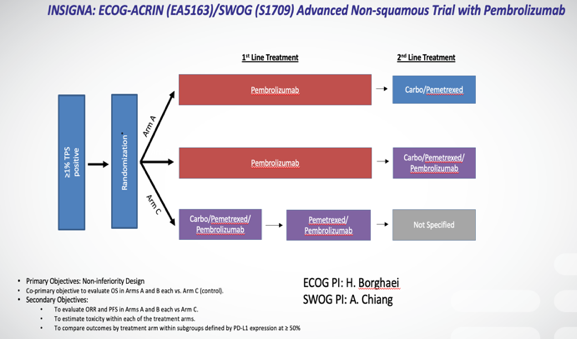 INSIGNA: ECOG-ACRIN (EA5163)/SWOG (S1709) Advanced Non-squamous Trial with Pembrolizumab
1st Line Treatment
2nd Line Treatment
≥1% TPS
positive
Randomization*
Arm A
Pembrolizumab
Carbo/Pemetrexed
Pembrolizumab
Carbo/Pemetrexed/
Pembrolizumab
Arm C
Carbo/Pemetrexed/
Pembrolizumab
Pemetrexed/
Pembrolizumab
Not Specified
• Primary Objectives: Non-inferiority Design
• Co-primary objective to evaluate OS in Arms A and B each vs. Arm C (control).
• Secondary Objectives:
• To evaluate ORR and PFS in Arms A and B each vs Arm C.
• To estimate toxicity within each of the treatment arms.
• To compare outcomes by treatment arm within subgroups defined by PD-L1 expression at ≥ 50%
ECOG PI: H. Borghaei
SWOG PI: A. Chiang